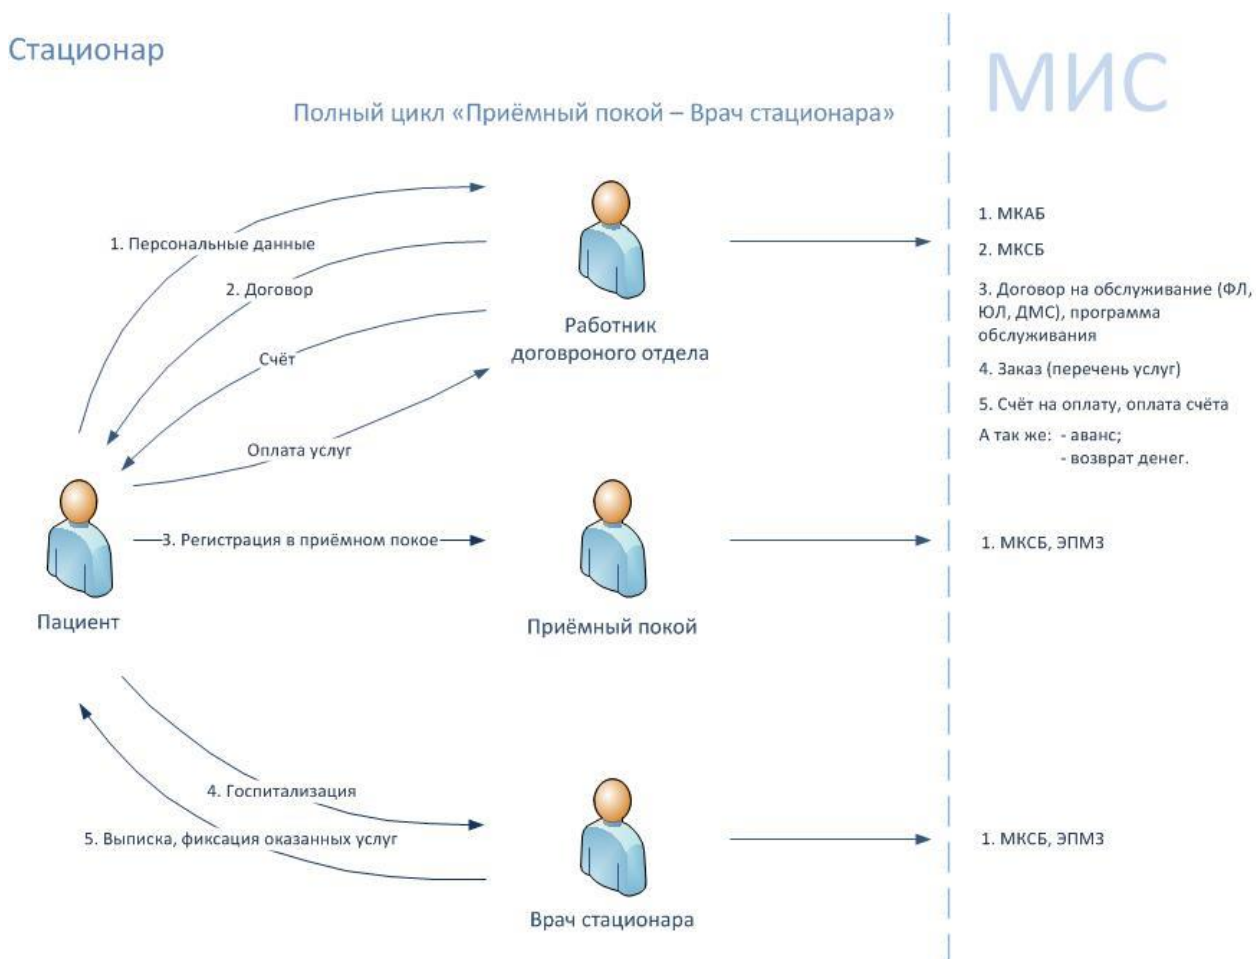 Стационар
МИС
Полный цикл «Приёмный покой – Врач стационара»
1. Персональные данные
2. Договор
Счёт
Оплата услуг
Работник
договроного отдела
1. МКАБ
2. МКСБ
3. Договор на обслуживание (ФЛ,
ЮЛ, ДМС), программа
обслуживания
4. Заказ (перечень услуг)
5. Счёт на оплату, оплата счёта
А так же: - аванс;
- возврат денег.
3. Регистрация в приёмном покое
1. МКСБ, ЭПМЗ
Пациент
Приёмный покой
4. Госпитализация
5. Выписка, фиксация оказанных услуг
1. МКСБ, ЭПМЗ
Врач стационара